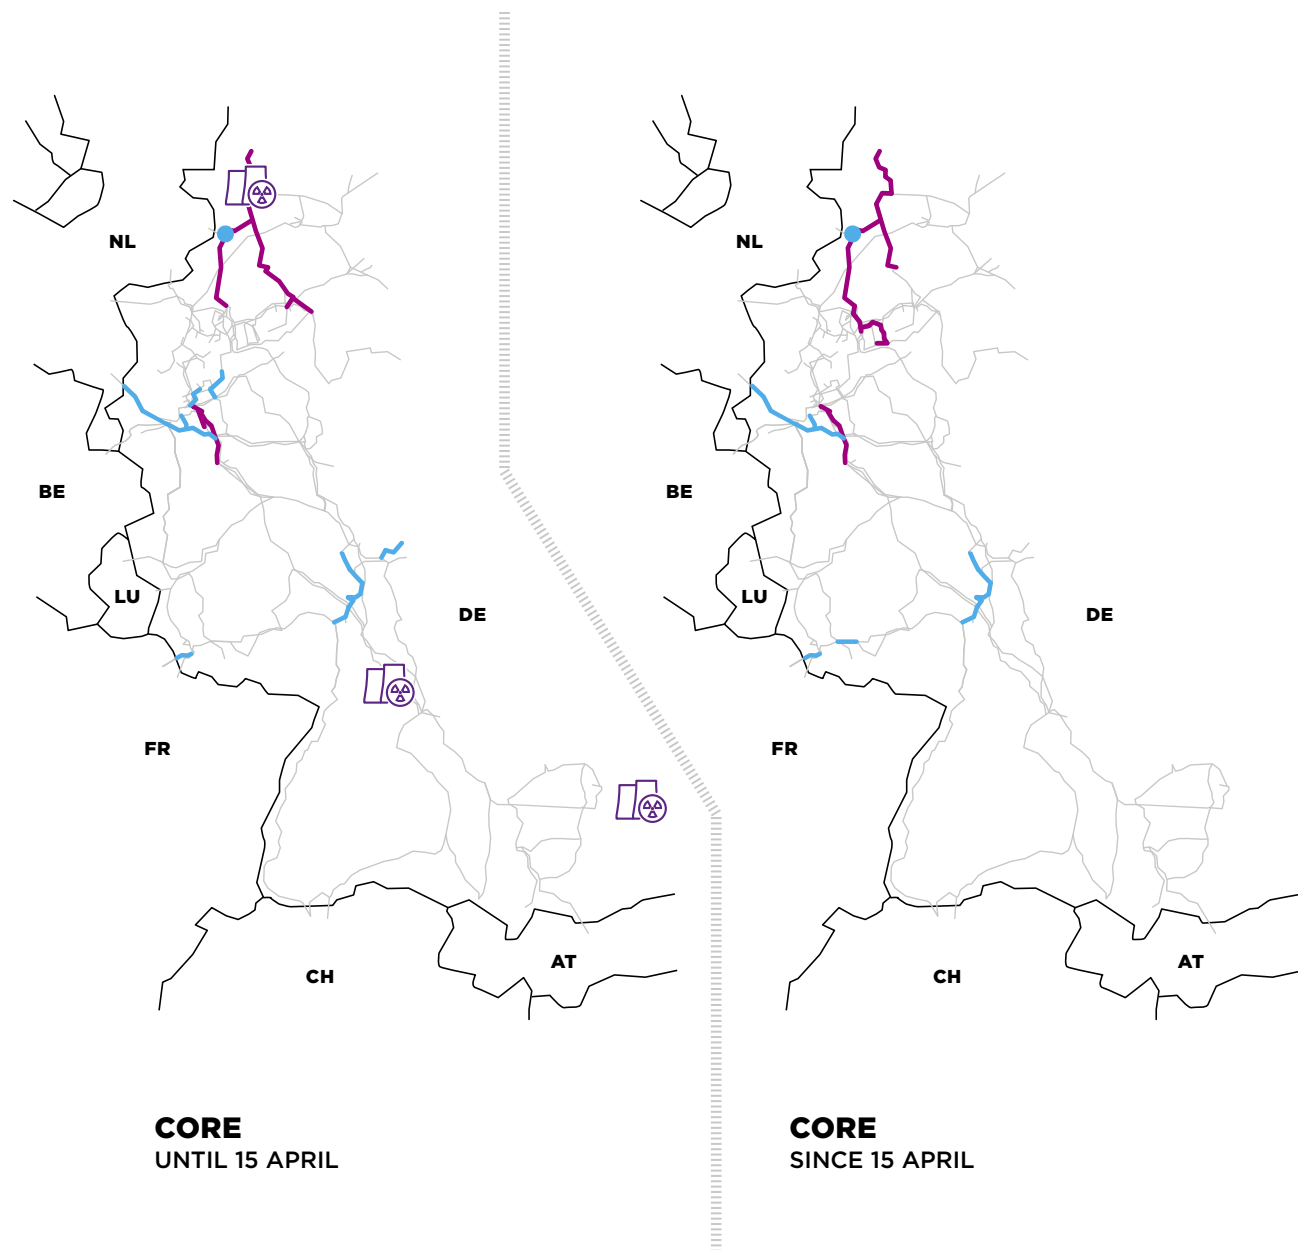 NL
BE
LU
DE
FR
CH
AT
CORE
UNTIL 15 APRIL
NL
BE
LU
DE
FR
CH
AT
CORE
SINCE 15 APRIL